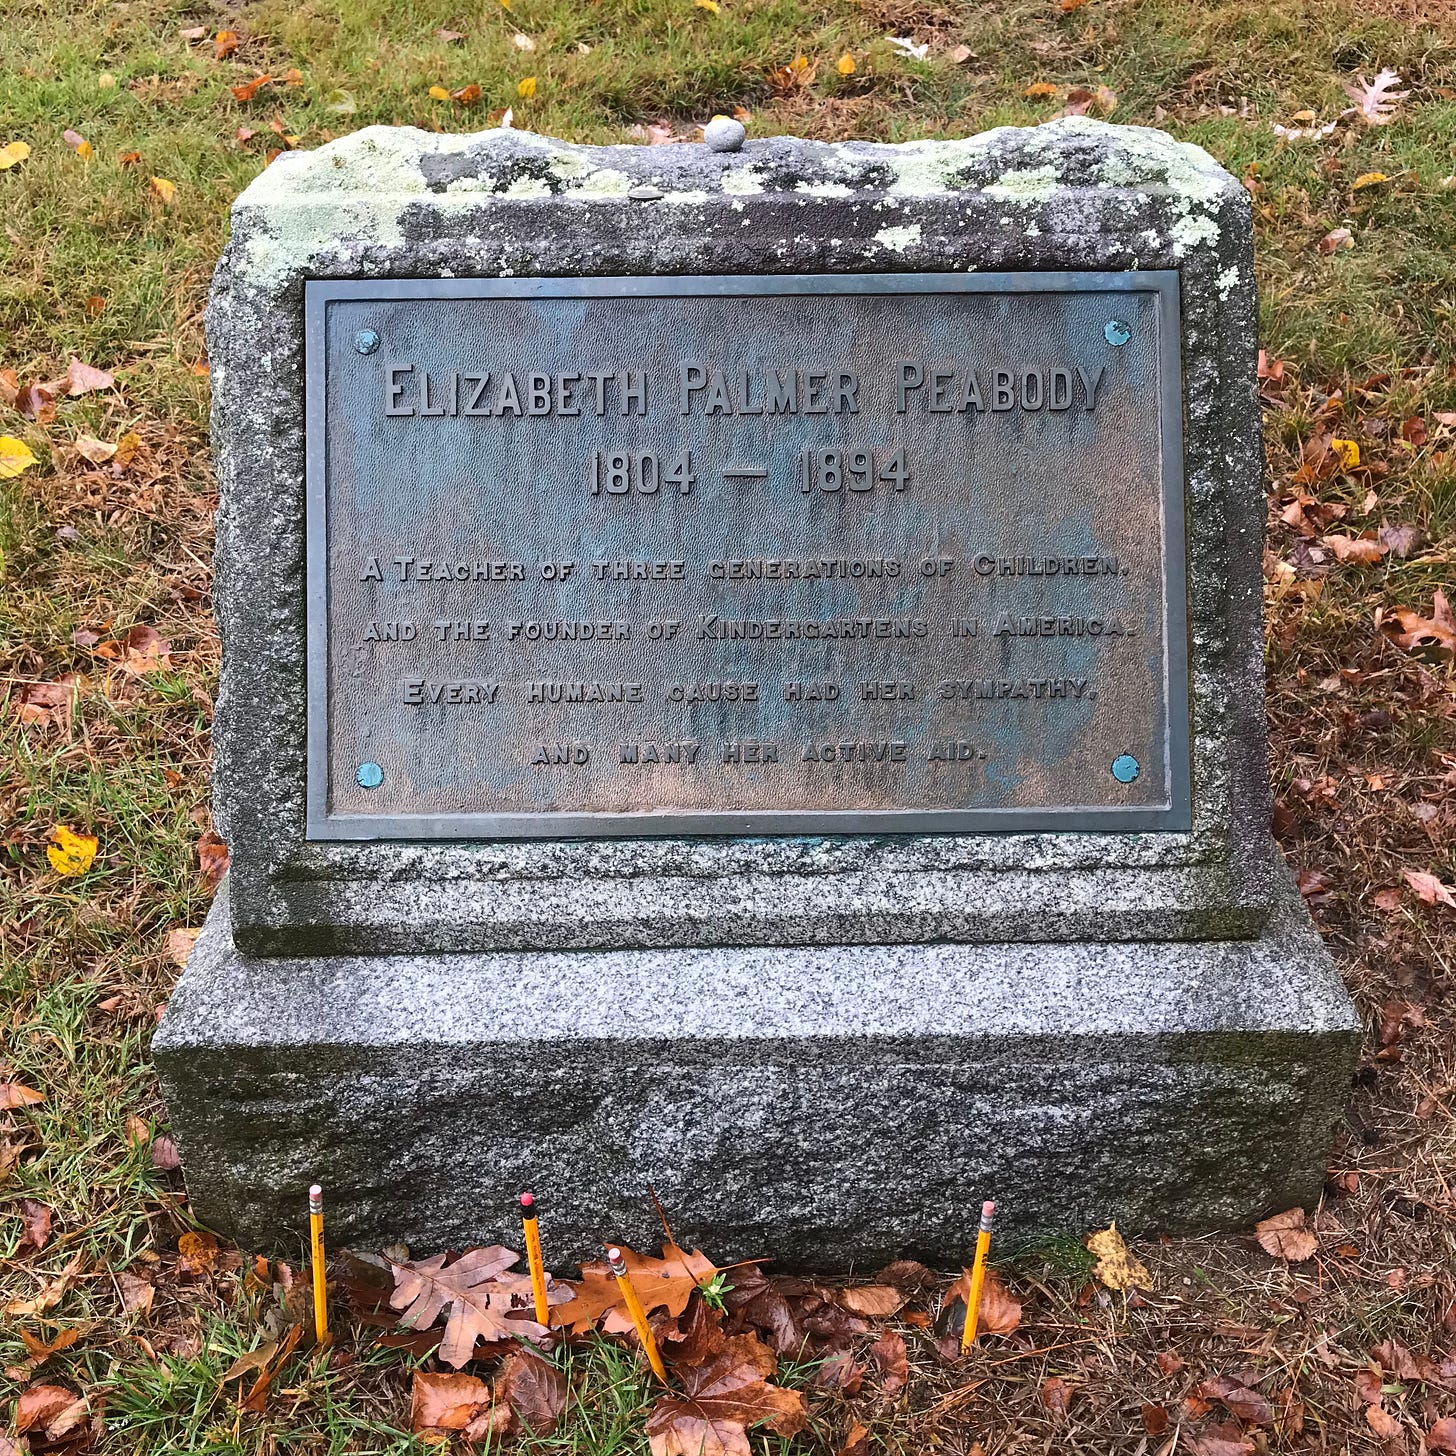 Elizabeth Palmer Peabody
1804 — 1894
A Teacher of three generations of Children,
and the founder of Kindergartens in America.
Every humane cause had her sympathy,
and many her active aid.